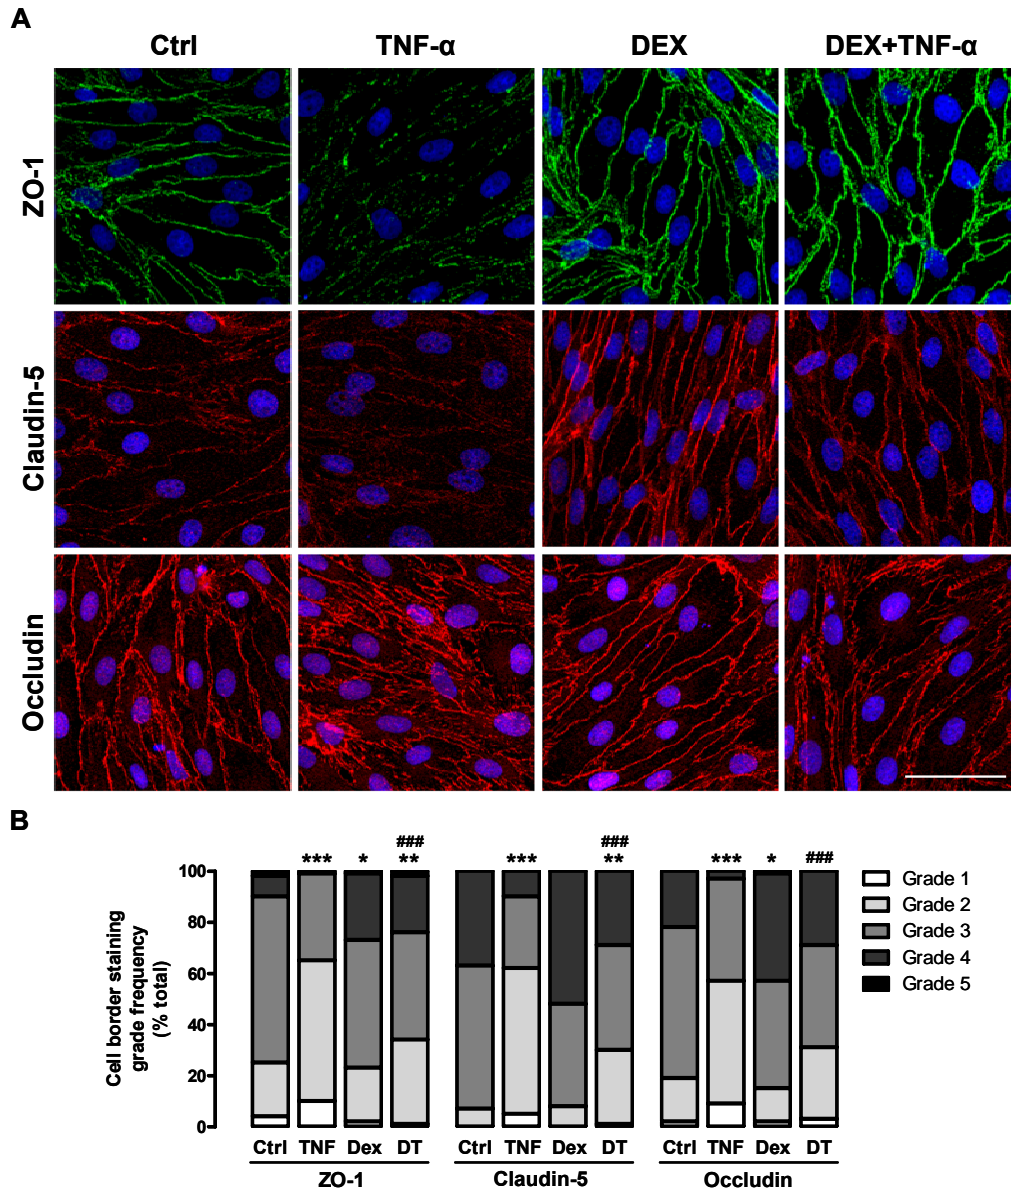 A
Ctrl
TNF-α
DEX
DEX+TNF-α
ZO-1
Claudin-5
Occludin
B
Cell border staining
grade frequency
(% total)
100
80
60
40
20
0
***
*
###
**
***
###
**
***
*
###
Grade 1
Grade 2
Grade 3
Grade 4
Grade 5
Ctrl TNF Dex DT
Ctrl TNF Dex DT
Ctrl TNF Dex DT
ZO-1
Claudin-5
Occludin